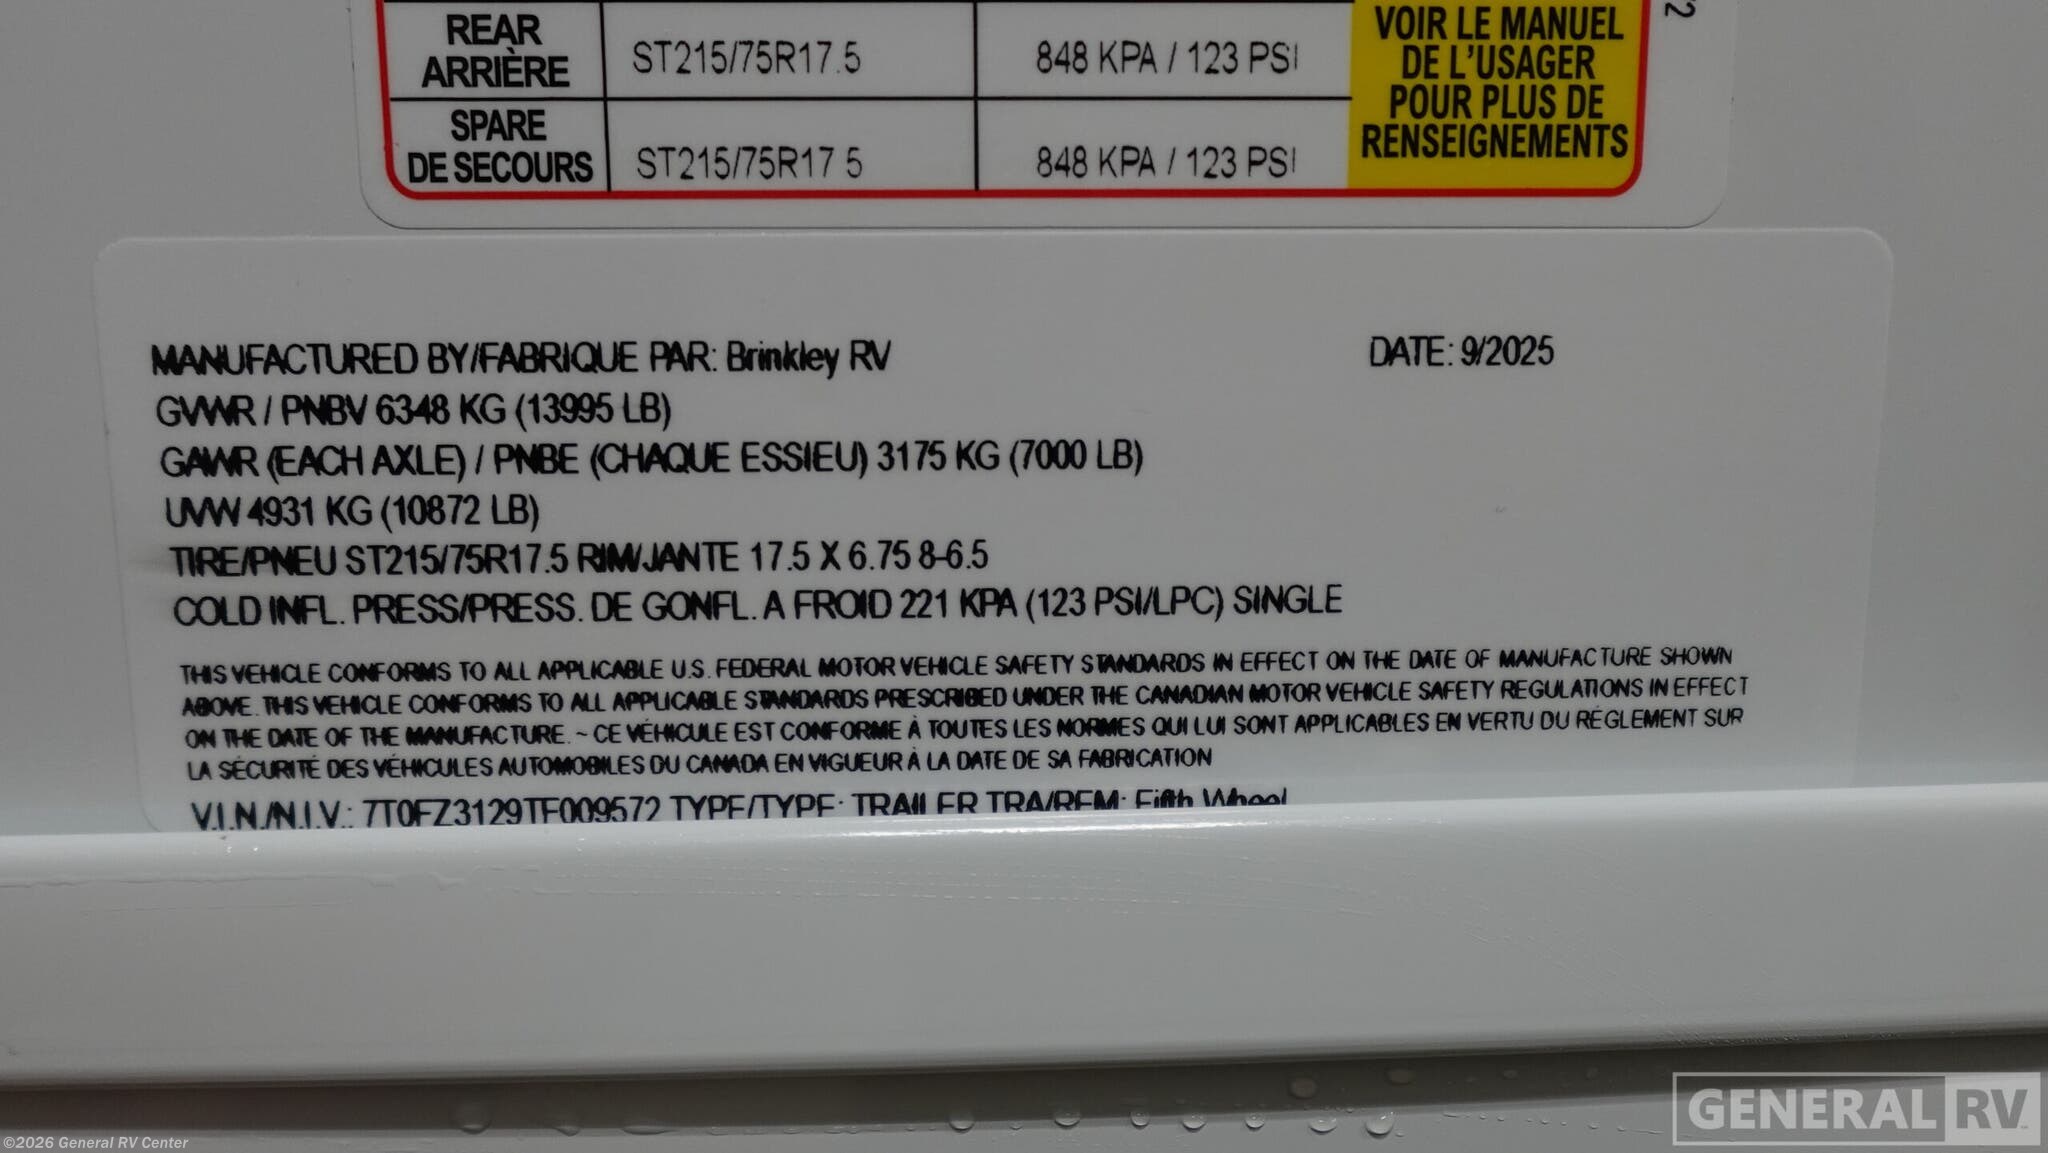 REAR
ARRIÈRE
ST215/75R17.5
848 KPA / 123 PSI
SPARE
DE SECOURS
ST215/75R17 5
848 KPA / 123 PSI
VOIR LE MANUEL
DE L'USAGER
POUR PLUS DE
RENSEIGNEMENTS
MANUFACTURED BY/FABRIQUE PAR: Brinkley RV
DATE: 9/2025
GVWR / PNBV 6348 KG (13995 LB)
GAWR (EACH AXLE) / PNBE (CHAQUE ESSIEU) 3175 KG (7000 LB)
UVW 4931 KG (10872 LB)
TIRE/PNEU ST215/75R17.5 RIM/JANTE 17.5 X 6.75 8-6.5
COLD INFL. PRESS/PRESS. DE GONFL. A FROID 221 KPA (123 PSI/LPC) SINGLE
THIS VEHICLE CONFORMS TO ALL APPLICABLE U.S. FEDERAL MOTOR VEHICLE SAFETY STANDARDS IN EFFECT ON THE DATE OF MANUFACTURE SHOWN
ABOVE. THIS VEHICLE CONFORMS TO ALL APPLICABLE STANDARDS PRESCRIBED UNDER THE CANADIAN MOTOR VEHICLE SAFETY REGULATIONS IN EFFECT
ON THE DATE OF THE MANUFACTURE. ~ CE VÉHICULE EST CONFORME À TOUTES LES NORMES QUI LUI SONT APPLICABLES EN VERTU DU RÉGLEMENT SUR
LA SÉCURITÉ DES VÉHICULES AUTOMOBILES DU CANADA EN VIGUEUR À LA DATE DE SA FABRICATION
V.I.N./N.I.V.: 7T0FZ3129TF009572 TYPE/TYPE: TRAILER TRA/REM: Fifth Wheel
GENERAL RV
©2026 General RV Center